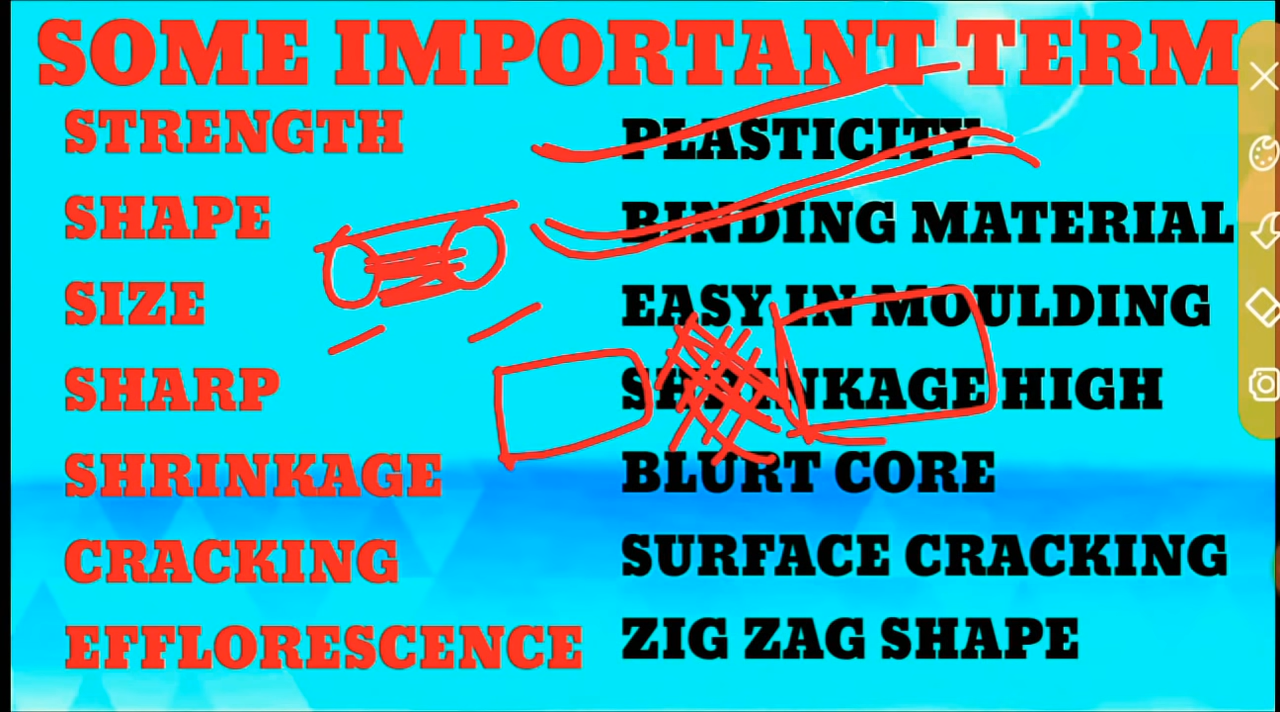 SOME IMPORTANT TERM
STRENGTH
SHAPE
SIZE
SHARP
SHRINKAGE
CRACKING
EFFLORESCENCE
PLASTICITY
BINDING MATERIAL
EASY IN MOULDING
SHRINKAGE HIGH
BLURT CORE
SURFACE CRACKING
ZIG ZAG SHAPE